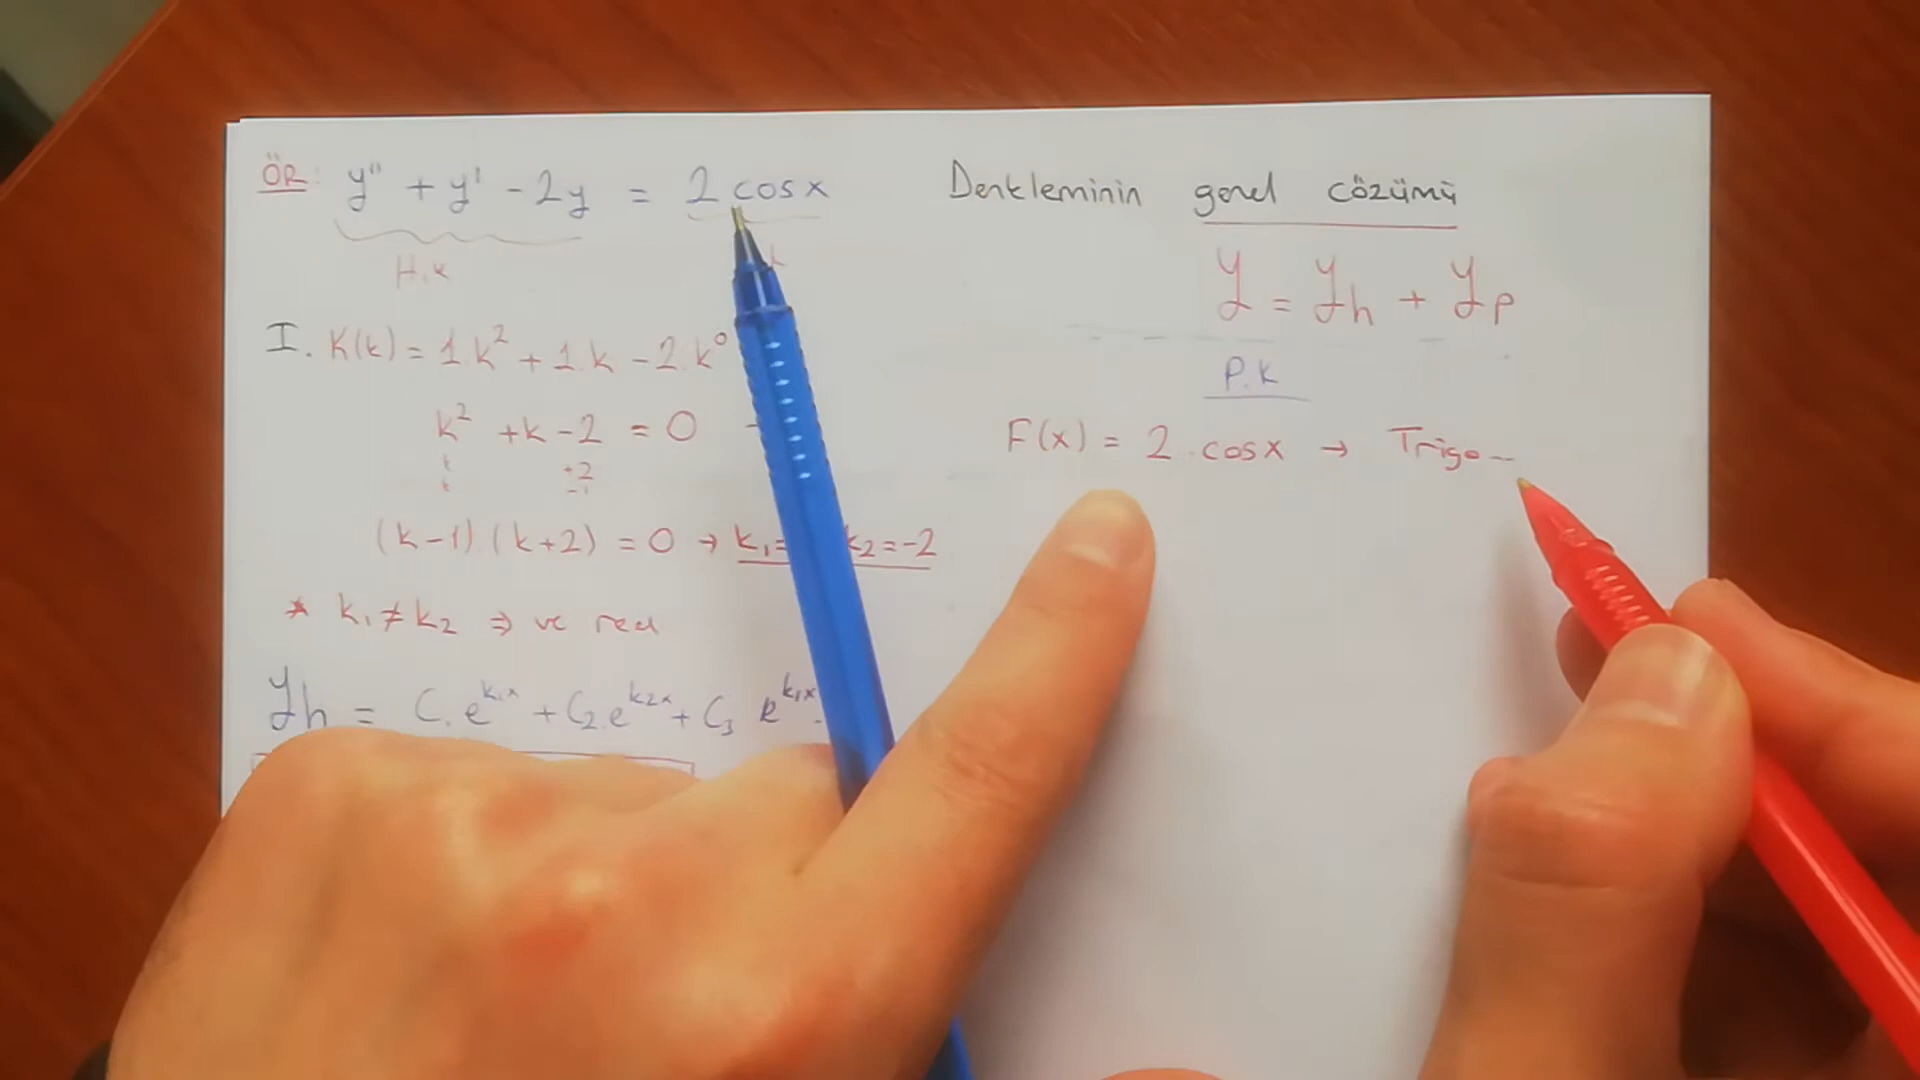 ÖR: y'' + y' - 2y = 2 cosx Denkleminin genel cözümü
H.K
y = yh + yp
I. K(k) = 1.k² + 1.k - 2.k⁰
P.K
k² + k - 2 = 0
F(x) = 2.cosx → Trigo
k +2
k -1
(k-1).(k+2) = 0 → k₁= k₂=-2
* k₁ ≠ k₂ ⇒ ve reel
yh = C₁e^k₁x + C₂e^k₂x + C₃ e^k₁x